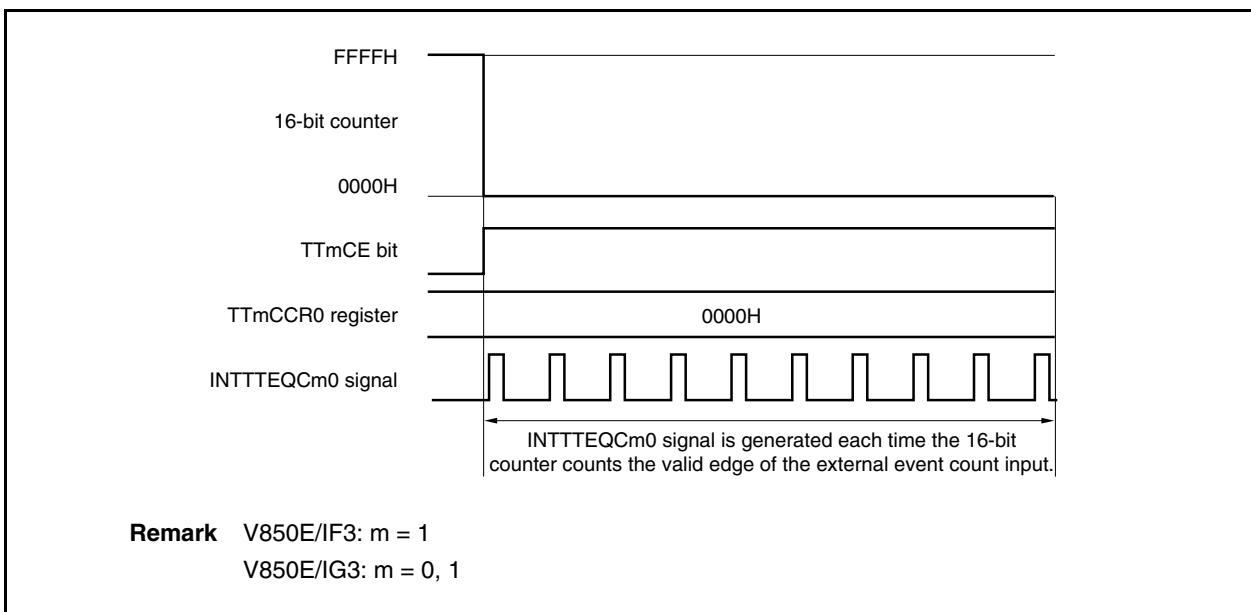 FFFFH
16-bit counter
0000H
TTmCE bit
TTmCCR0 register
0000H
INTTTEQCm0 signal
INTTTEQCm0 signal is generated each time the 16-bit
counter counts the valid edge of the external event count input.
Remark V850E/IF3: m = 1
V850E/IG3: m = 0, 1